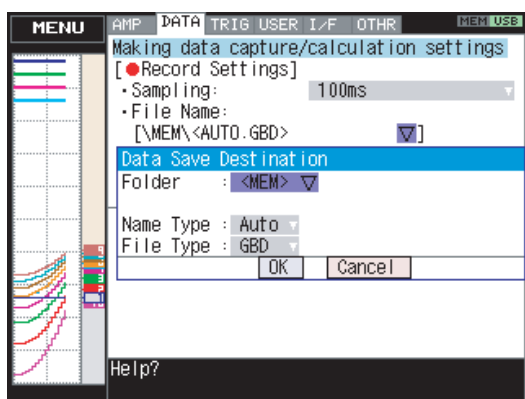 MENU
AMP DATA TRIG USER I/F OTHR MEM USB
Making data capture/calculation settings
[●Record Settings]
・Sampling: 100ms
・File Name:
[\MEM\<AUTO.GBD> ▽]
Data Save Destination
Folder : <MEM> ▽
Name Type : Auto
File Type : GBD
OK Cancel
Help?